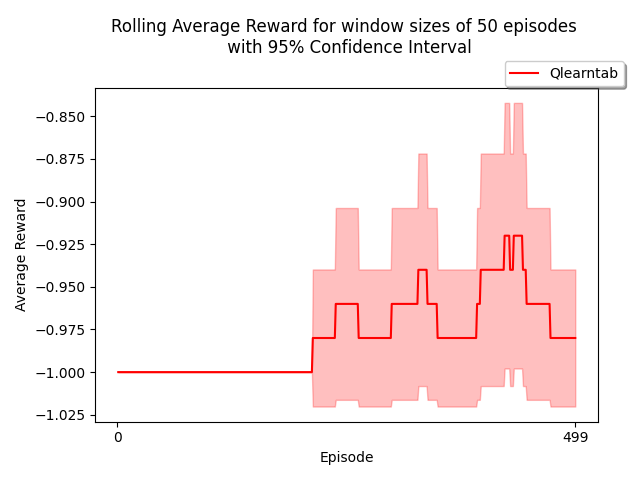 Rolling Average Reward for window sizes of 50 episodes
with 95% Confidence Interval
Qlearntab
−0.850
−0.875
−0.900
−0.925
−0.950
−0.975
−1.000
−1.025
Average Reward
0
499
Episode